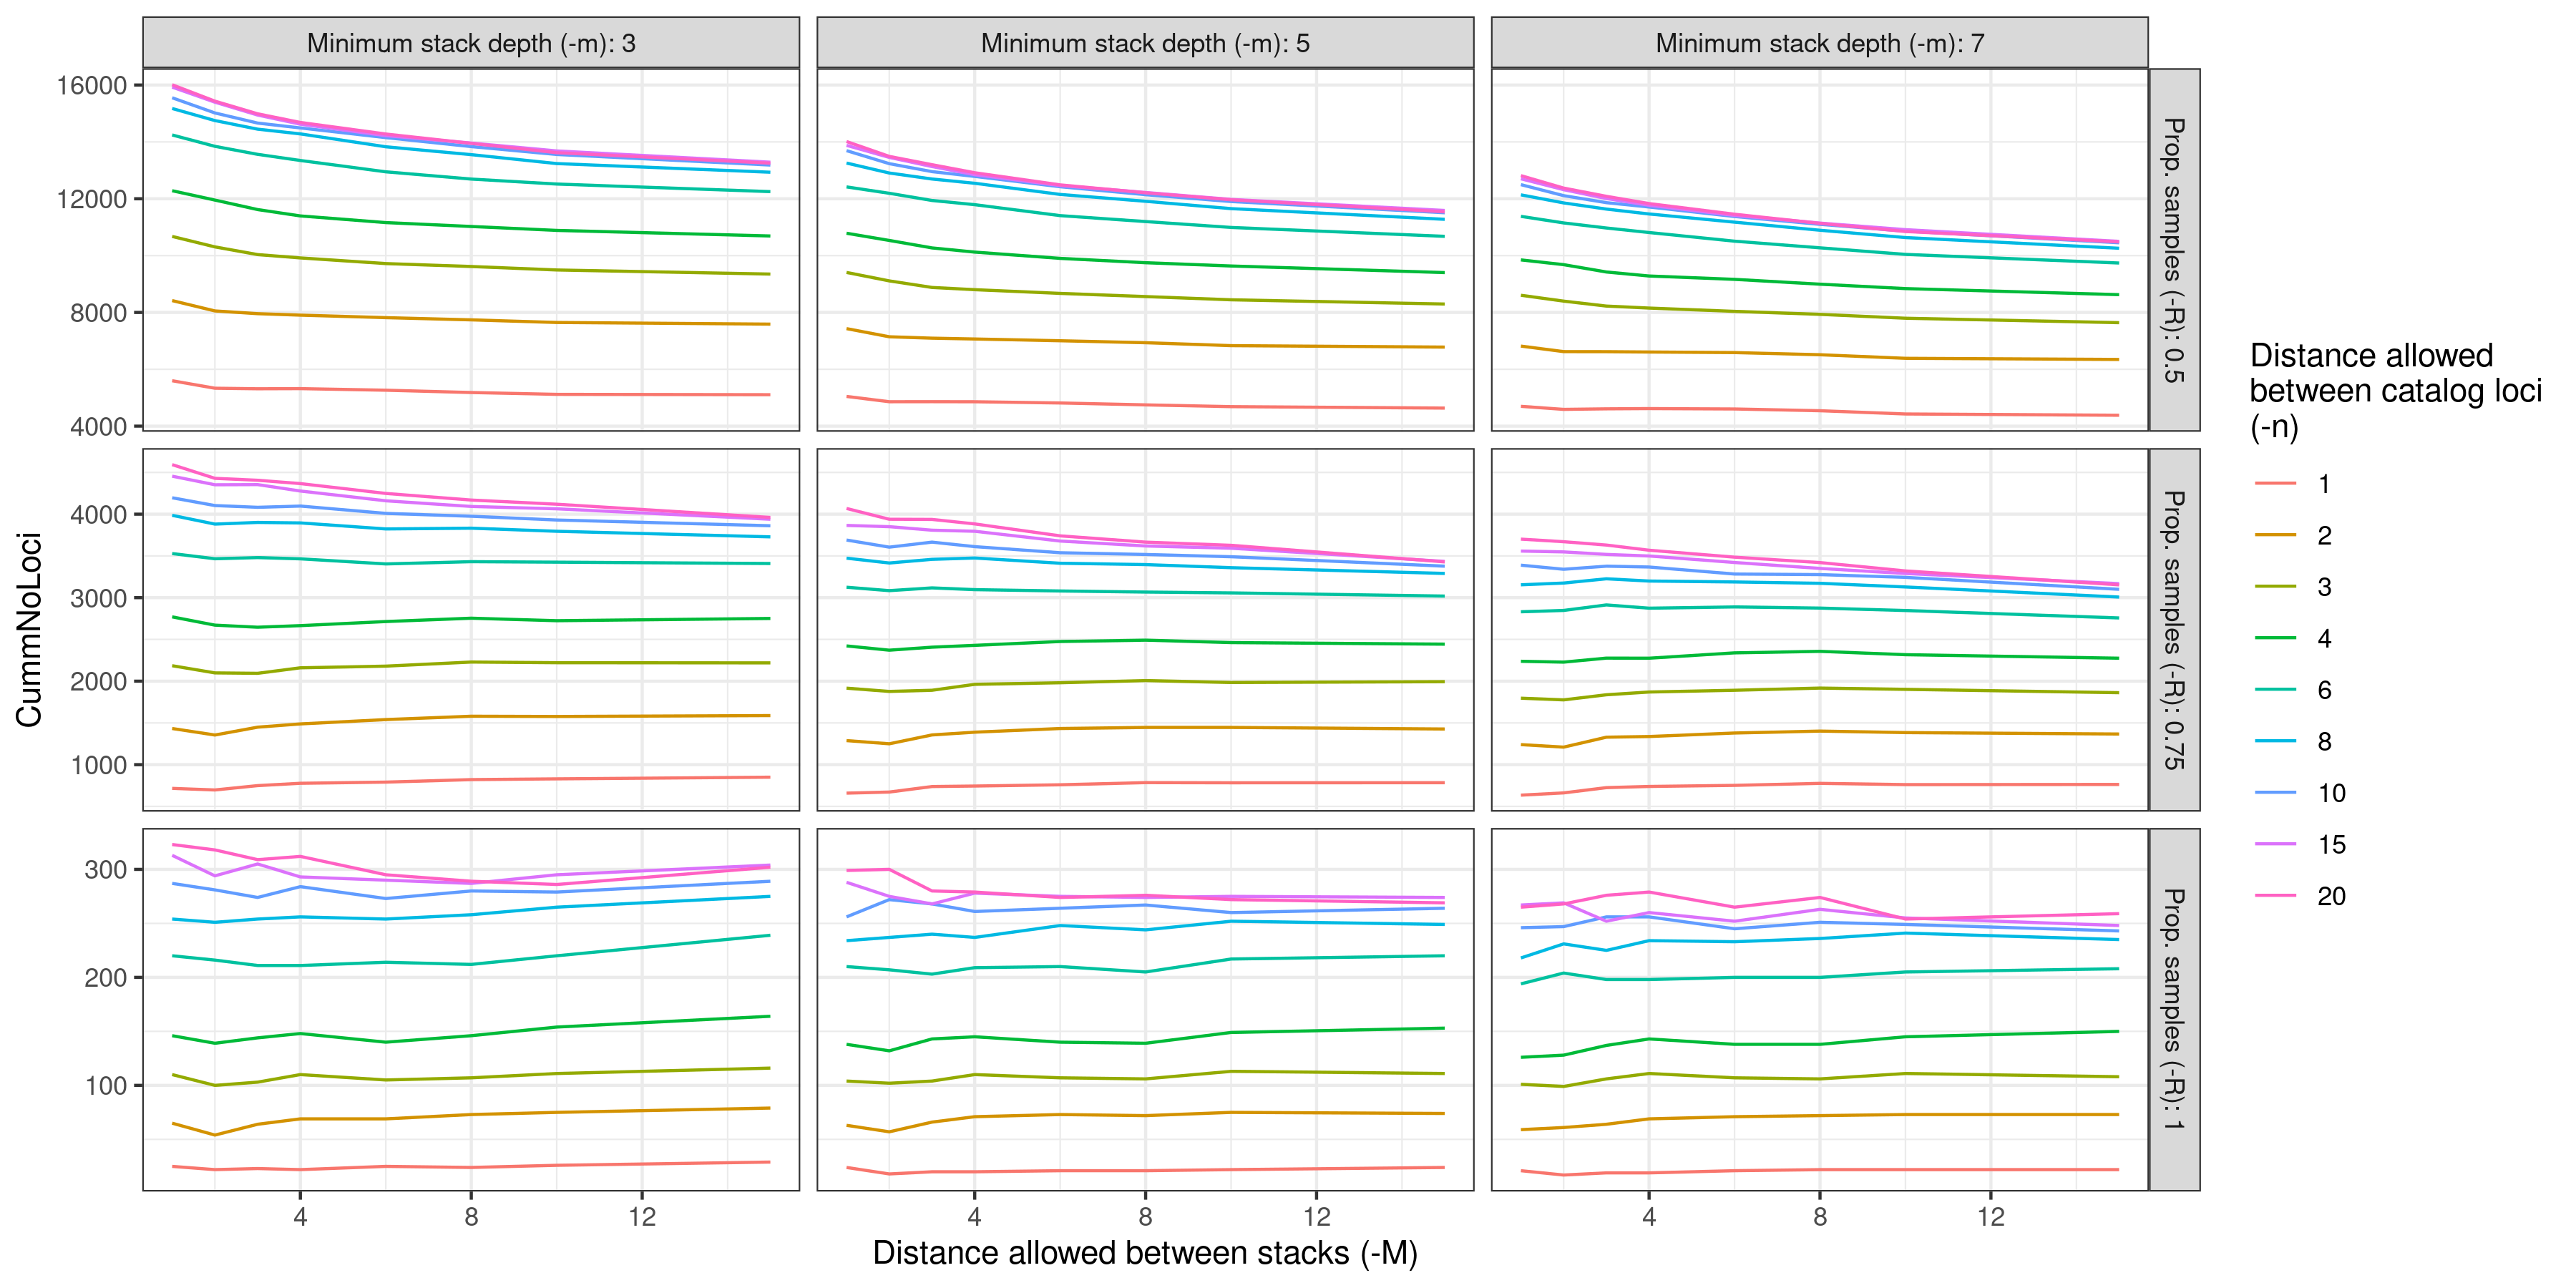 Minimum stack depth (-m): 3
Minimum stack depth (-m): 5
Minimum stack depth (-m): 7
16000
12000
8000
4000
Prop. samples (-R): 0.5
4000
3000
2000
1000
Prop. samples (-R): 0.75
300
200
100
Prop. samples (-R): 1
CummNoLoci
4
8
12
4
8
12
4
8
12
Distance allowed between stacks (-M)
Distance allowed
between catalog loci
(-n)
1
2
3
4
6
8
10
15
20